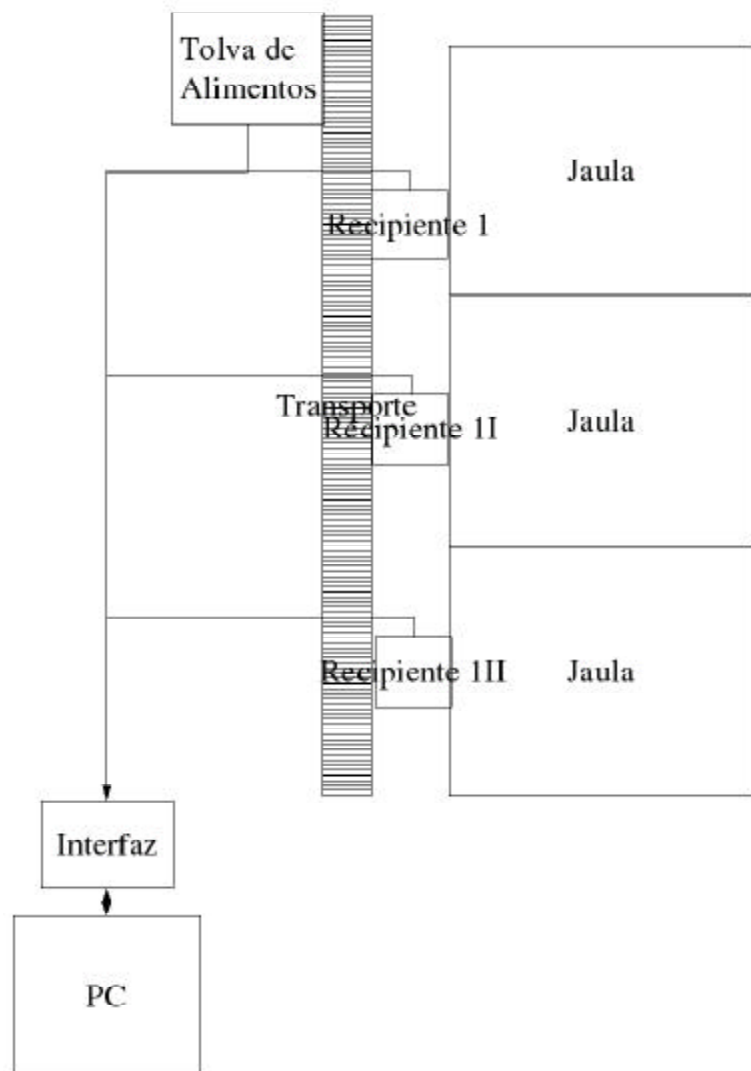 Tolva de
Alimentos
Jaula
Recipiente 1
Transporte
Recipiente 1I
Jaula
Recipiente 1II
Jaula
Interfaz
PC